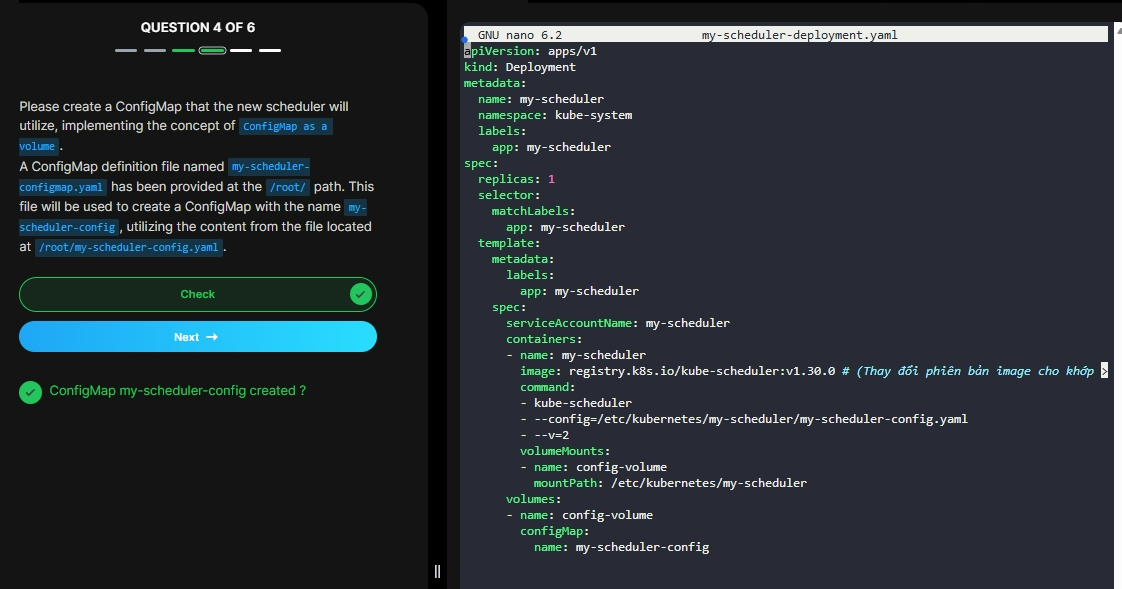 QUESTION 4 OF 6
Please create a ConfigMap that the new scheduler will
utilize, implementing the concept of ConfigMap as a
volume .
A ConfigMap definition file named my-scheduler-
configmap.yaml has been provided at the /root/ path. This
file will be used to create a ConfigMap with the name my-
scheduler-config , utilizing the content from the file located
at /root/my-scheduler-config.yaml .
Check
Next →
ConfigMap my-scheduler-config created ?
GNU nano 6.2 my-scheduler-deployment.yaml
apiVersion: apps/v1
kind: Deployment
metadata:
  name: my-scheduler
  namespace: kube-system
  labels:
    app: my-scheduler
spec:
  replicas: 1
  selector:
    matchLabels:
      app: my-scheduler
  template:
    metadata:
      labels:
        app: my-scheduler
    spec:
      serviceAccountName: my-scheduler
      containers:
      - name: my-scheduler
        image: registry.k8s.io/kube-scheduler:v1.30.0 # (Thay đổi phiên bản image cho khớp >
        command:
        - kube-scheduler
        - --config=/etc/kubernetes/my-scheduler/my-scheduler-config.yaml
        - --v=2
        volumeMounts:
        - name: config-volume
          mountPath: /etc/kubernetes/my-scheduler
      volumes:
      - name: config-volume
        configMap:
          name: my-scheduler-config